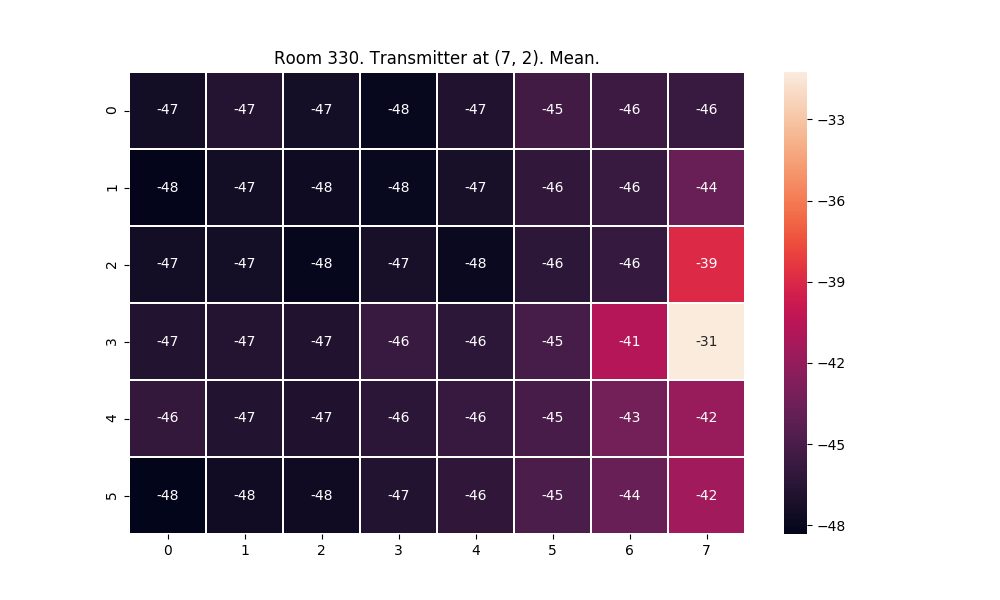 Room 330. Transmitter at (7, 2). Mean.
0 -47 -47 -47 -48 -47 -45 -46 -46
1 -48 -47 -48 -48 -47 -46 -46 -44
2 -47 -47 -48 -47 -48 -46 -46 -39
3 -47 -47 -47 -46 -46 -45 -41 -31
4 -46 -47 -47 -46 -46 -45 -43 -42
5 -48 -48 -48 -47 -46 -45 -44 -42
0 1 2 3 4 5 6 7
−33
−36
−39
−42
−45
−48